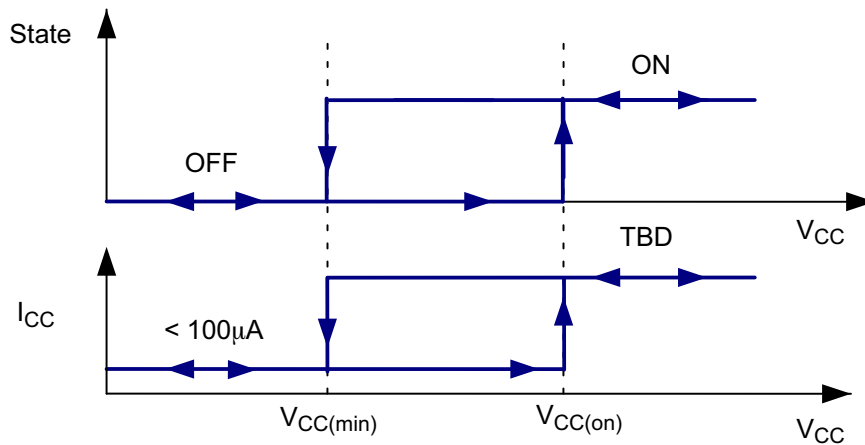 State
ON
OFF
V_CC
TBD
I_CC
< 100μA
V_CC(min)
V_CC(on)
V_CC